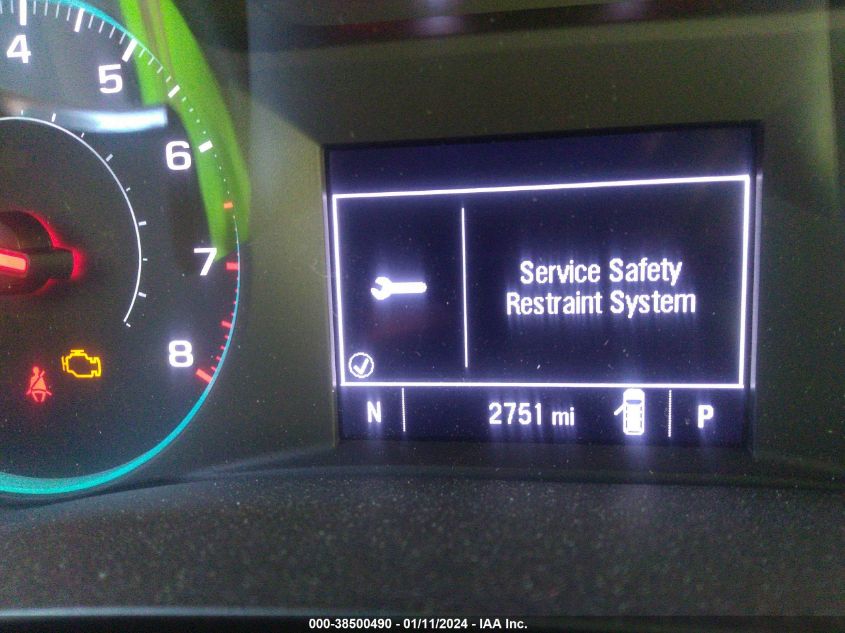 4
5
6
7
8
Service Safety
Restraint System
N 2751 mi P
000-38500490 - 01/11/2024 - IAA Inc.